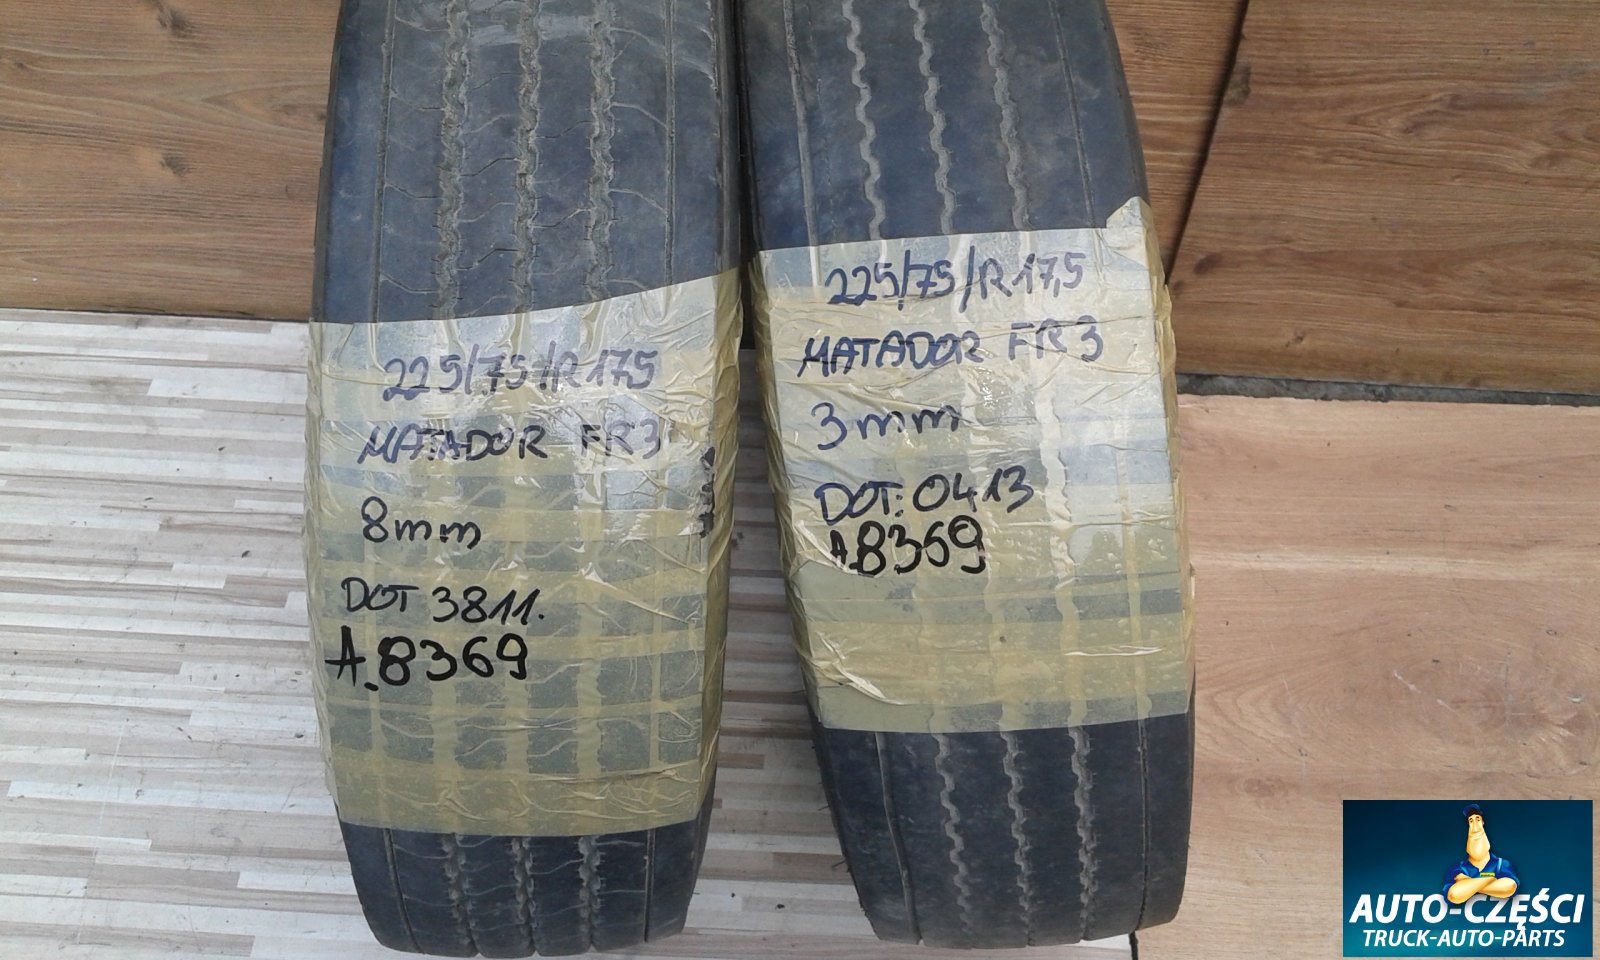 225/75/R17,5
MATADOR FR3
8mm
DOT 3811.
A.8369
225/75/R17,5
MATADOR FR3
3mm
DOT: 0413
A.8369
AUTO-CZĘŚCI
TRUCK-AUTO-PARTS